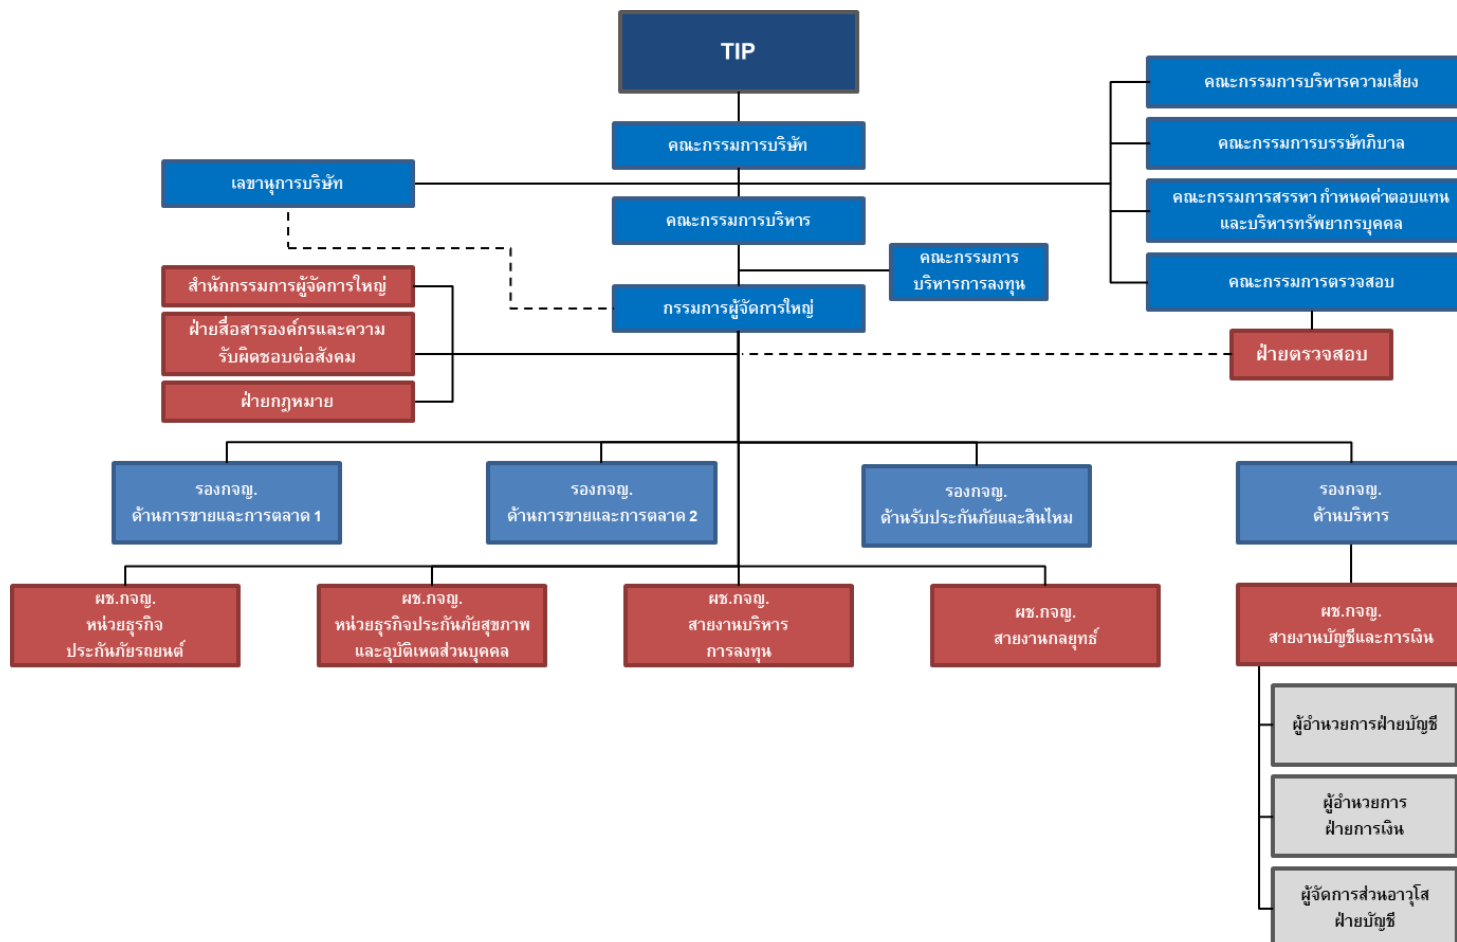 TIP
คณะกรรมการบริษัท
เลขานุการบริษัท
คณะกรรมการบริหาร
คณะกรรมการบริหารความเสี่ยง
คณะกรรมการบรรษัทภิบาล
คณะกรรมการสรรหา กำหนดค่าตอบแทน
และบริหารทรัพยากรบุคคล
คณะกรรมการตรวจสอบ
คณะกรรมการ
บริหารการลงทุน
กรรมการผู้จัดการใหญ่
สำนักกรรมการผู้จัดการใหญ่
ฝ่ายสื่อสารองค์กรและความ
รับผิดชอบต่อสังคม
ฝ่ายกฎหมาย
ฝ่ายตรวจสอบ
รองกจญ.
ด้านการขายและการตลาด 1
รองกจญ.
ด้านการขายและการตลาด 2
รองกจญ.
ด้านรับประกันภัยและสินไหม
รองกจญ.
ด้านบริหาร
ผช.กจญ.
หน่วยธุรกิจ
ประกันภัยรถยนต์
ผช.กจญ.
หน่วยธุรกิจประกันภัยสุขภาพ
และอุบัติเหตุส่วนบุคคล
ผช.กจญ.
สายงานบริหาร
การลงทุน
ผช.กจญ.
สายงานกลยุทธ์
ผช.กจญ.
สายงานบัญชีและการเงิน
ผู้อำนวยการฝ่ายบัญชี
ผู้อำนวยการ
ฝ่ายการเงิน
ผู้จัดการส่วนอาวุโส
ฝ่ายบัญชี